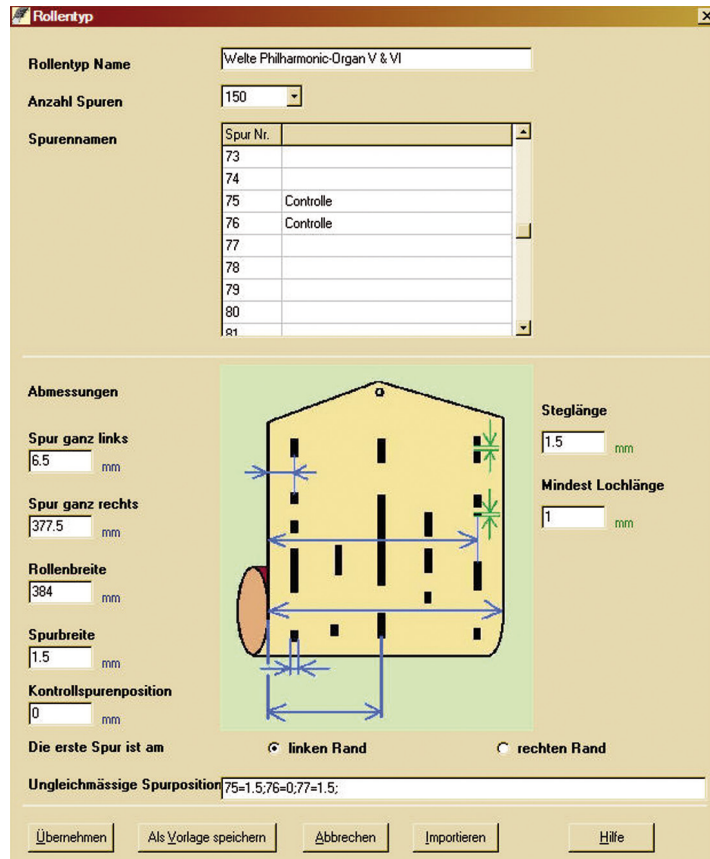 Rollentyp
Rollentyp Name
Welte Philharmonic-Organ V & VI
Anzahl Spuren
150
Spurennamen
Spur Nr.
73
74
75 Controlle
76 Controlle
77
78
79
80
81
Abmessungen
Spur ganz links
6.5 mm
Spur ganz rechts
377.5 mm
Rollenbreite
384 mm
Spurbreite
1.5 mm
Kontrollspurenposition
0 mm
Steglänge
1.5 mm
Mindest Lochlänge
1 mm
Die erste Spur ist am linken Rand rechten Rand
Ungleichmässige Spurposition 75=1.5;76=0;77=1.5;
Übernehmen Als Vorlage speichern Abbrechen Importieren Hilfe